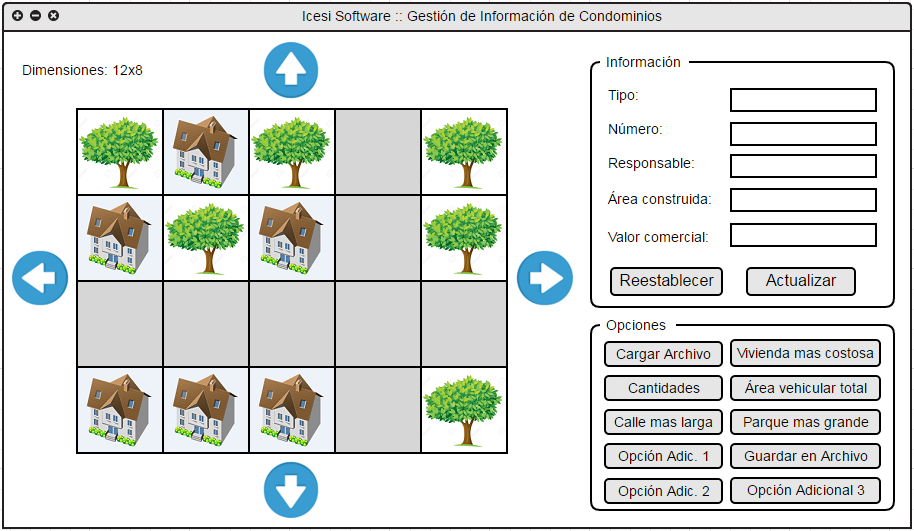 Icesi Software :: Gestión de Información de Condominios
Dimensiones: 12x8
Información
Tipo:
Número:
Responsable:
Área construida:
Valor comercial:
Reestablecer
Actualizar
Opciones
Cargar Archivo
Vivienda mas costosa
Cantidades
Área vehicular total
Calle mas larga
Parque mas grande
Opción Adic. 1
Guardar en Archivo
Opción Adic. 2
Opción Adicional 3